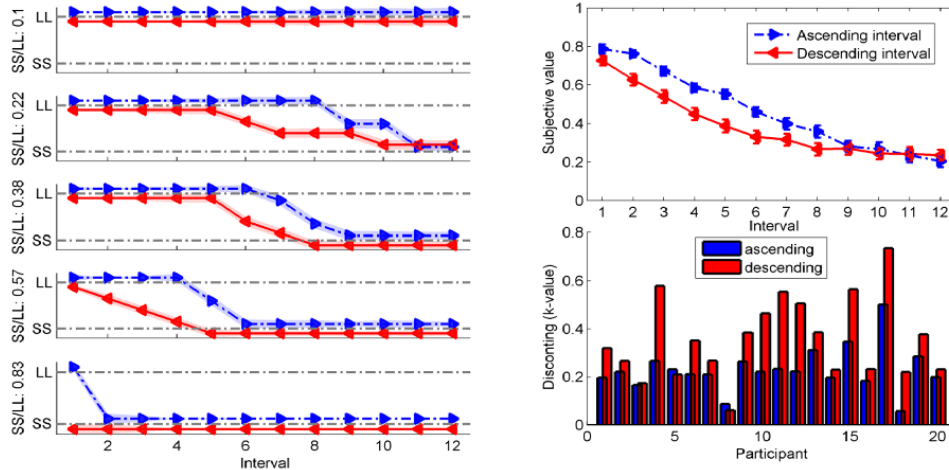 SS/LL: 0.1
LL
SS
SS/LL: 0.22
LL
SS
SS/LL: 0.38
LL
SS
SS/LL: 0.57
LL
SS
SS/LL: 0.83
LL
SS
2 4 6 8 10 12
Interval
1
0.8
0.6
0.4
0.2
0
Subjective value
Ascending interval
Descending interval
1 2 3 4 5 6 7 8 9 10 11 12
Interval
0.8
0.6
0.4
0.2
0
Disconting (k-value)
ascending
descending
0 5 10 15 20
Participant